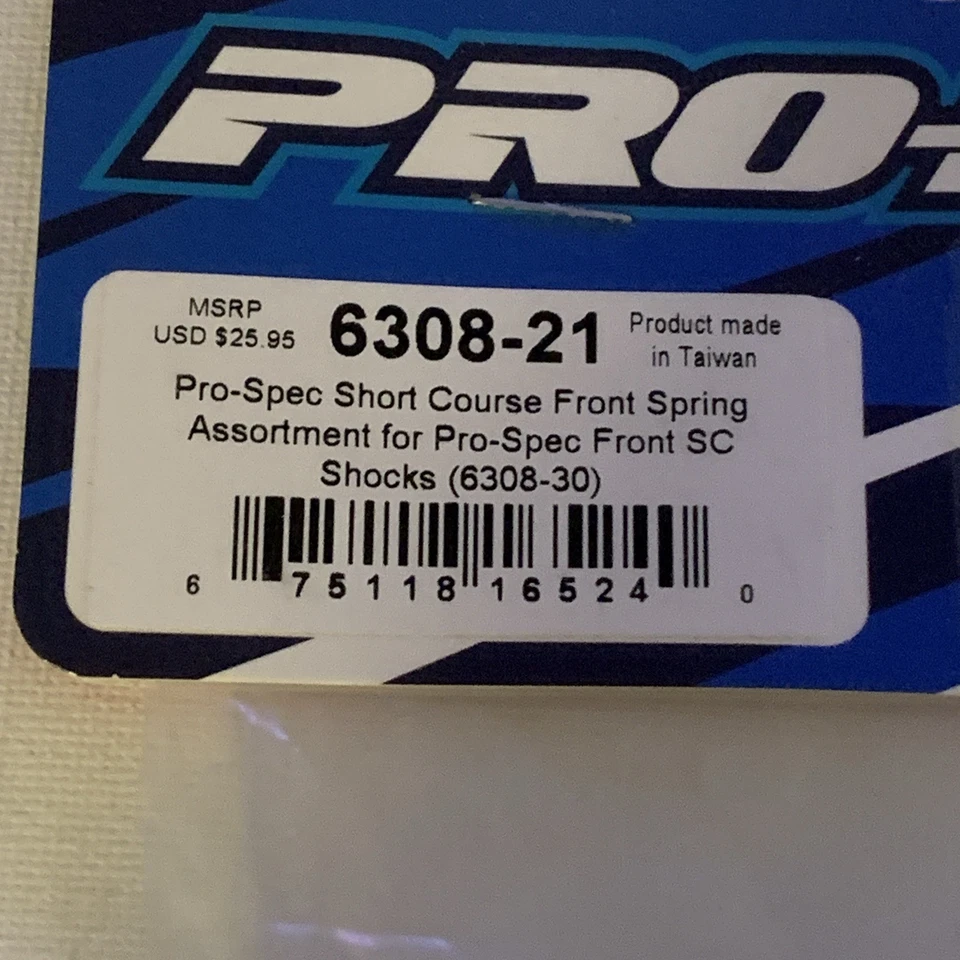 PRO-
MSRP
USD $25.95
6308-21
Product made
in Taiwan
Pro-Spec Short Course Front Spring
Assortment for Pro-Spec Front SC
Shocks (6308-30)
6 75118 16524 0